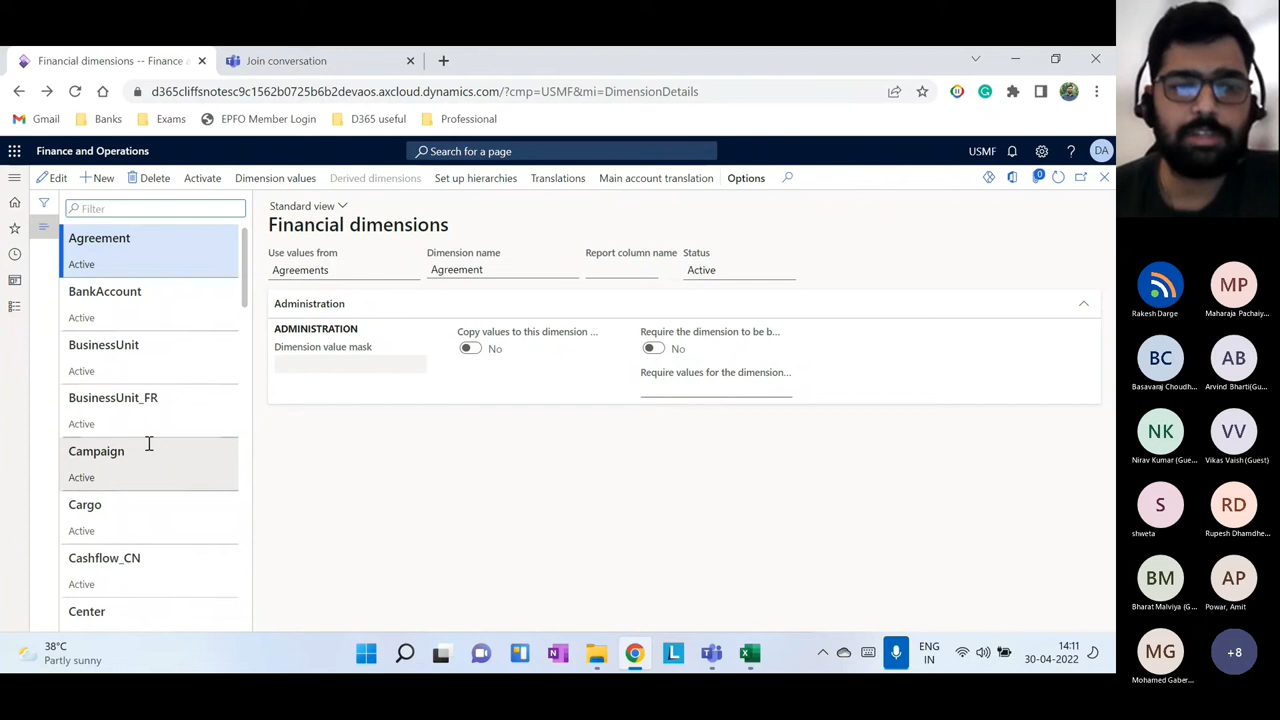 Financial dimensions -- Finance a
Join conversation
d365cliffsnotesc9c1562b0725b6b2devaos.axcloud.dynamics.com/?cmp=USMF&mi=DimensionDetails
Gmail
Banks
Exams
EPFO Member Login
D365 useful
Professional
Finance and Operations
Search for a page
USMF
DA
Edit
New
Delete
Activate
Dimension values
Derived dimensions
Set up hierarchies
Translations
Main account translation
Options
0
Filter
Agreement
Active
BankAccount
Active
BusinessUnit
Active
BusinessUnit_FR
Active
Campaign
Active
Cargo
Active
Cashflow_CN
Active
Center
Standard view
Financial dimensions
Use values from
Dimension name
Report column name
Status
Agreements
Agreement
Active
Administration
ADMINISTRATION
Dimension value mask
Copy values to this dimension ...
No
Require the dimension to be b...
No
Require values for the dimension...
38°C
Partly sunny
ENG
IN
14:11
30-04-2022
Rakesh Darge
MP
Maharaja Pachaiy...
BC
Basavaraj Choudh...
AB
Arvind Bharti(Gu...
NK
Nirav Kumar (Gue...
VV
Vikas Vaish (Guest)
S
shweta
RD
Rupesh Dhamdhe...
BM
Bharat Malviya (G...
AP
Powar, Amit
MG
Mohamed Gaber...
+8